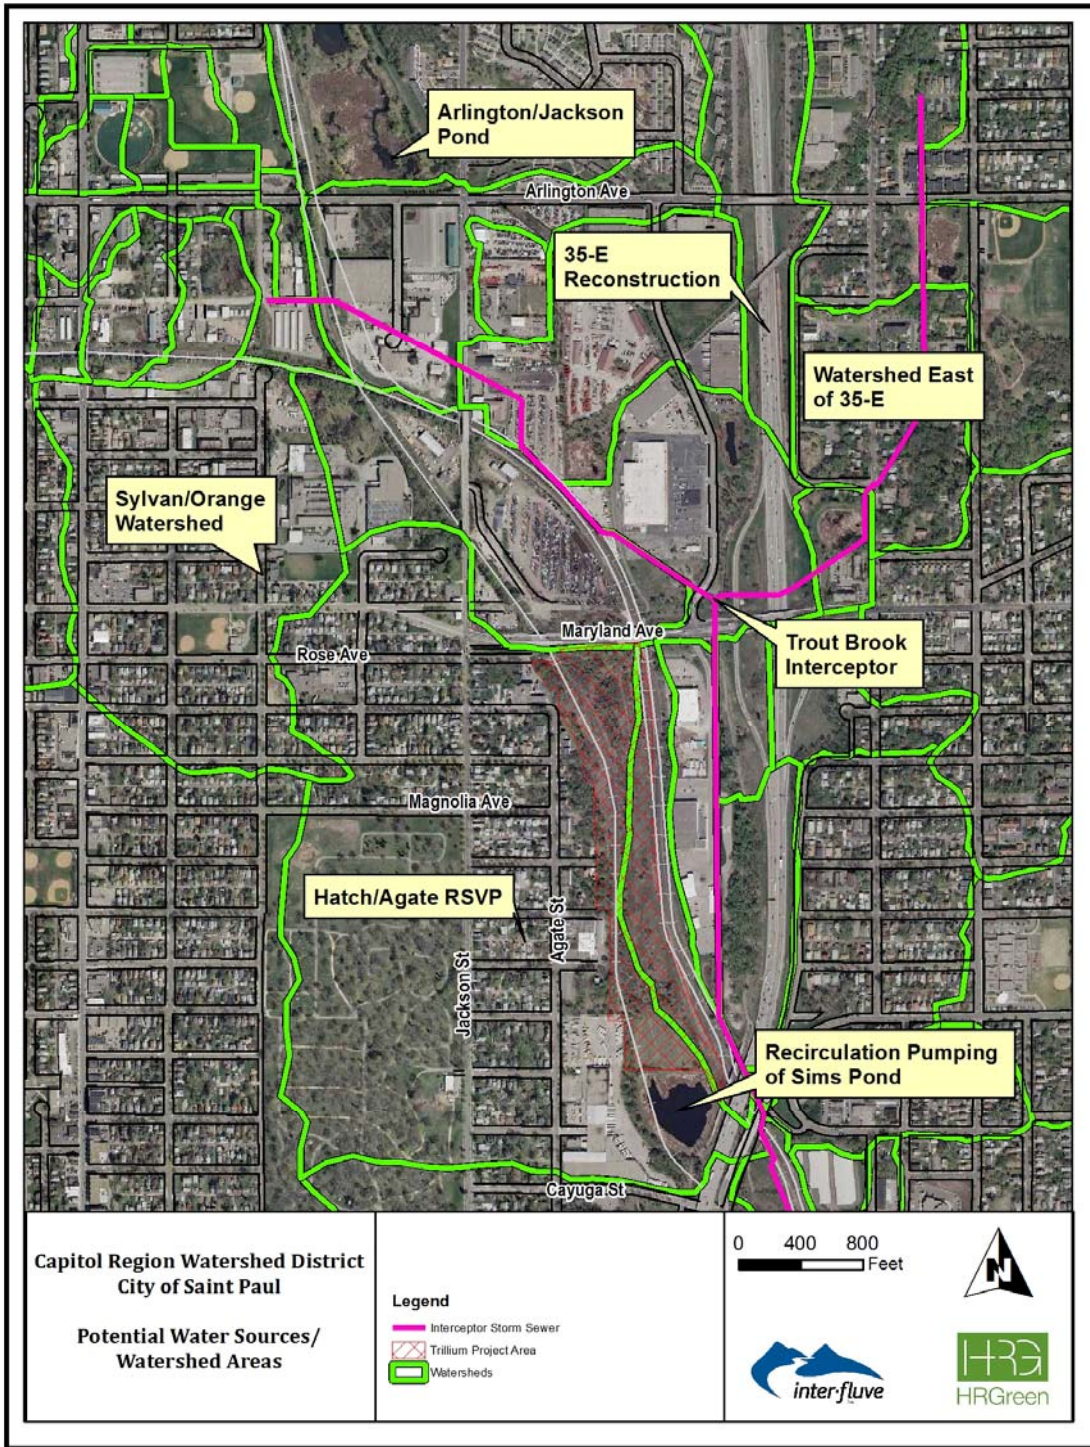 Arlington/Jackson
Pond
Arlington Ave
35-E
Reconstruction
Watershed East
of 35-E
Sylvan/Orange
Watershed
Maryland Ave
Trout Brook
Interceptor
Rose Ave
Magnolia Ave
Hatch/Agate RSVP
Agate St
Jackson St
Recirculation Pumping
of Sims Pond
Cayuga St
Capitol Region Watershed District
City of Saint Paul
Potential Water Sources/
Watershed Areas
Legend
Interceptor Storm Sewer
Trillium Project Area
Watersheds
0 400 800
Feet
N
inter-fluve
HRG
HRGreen